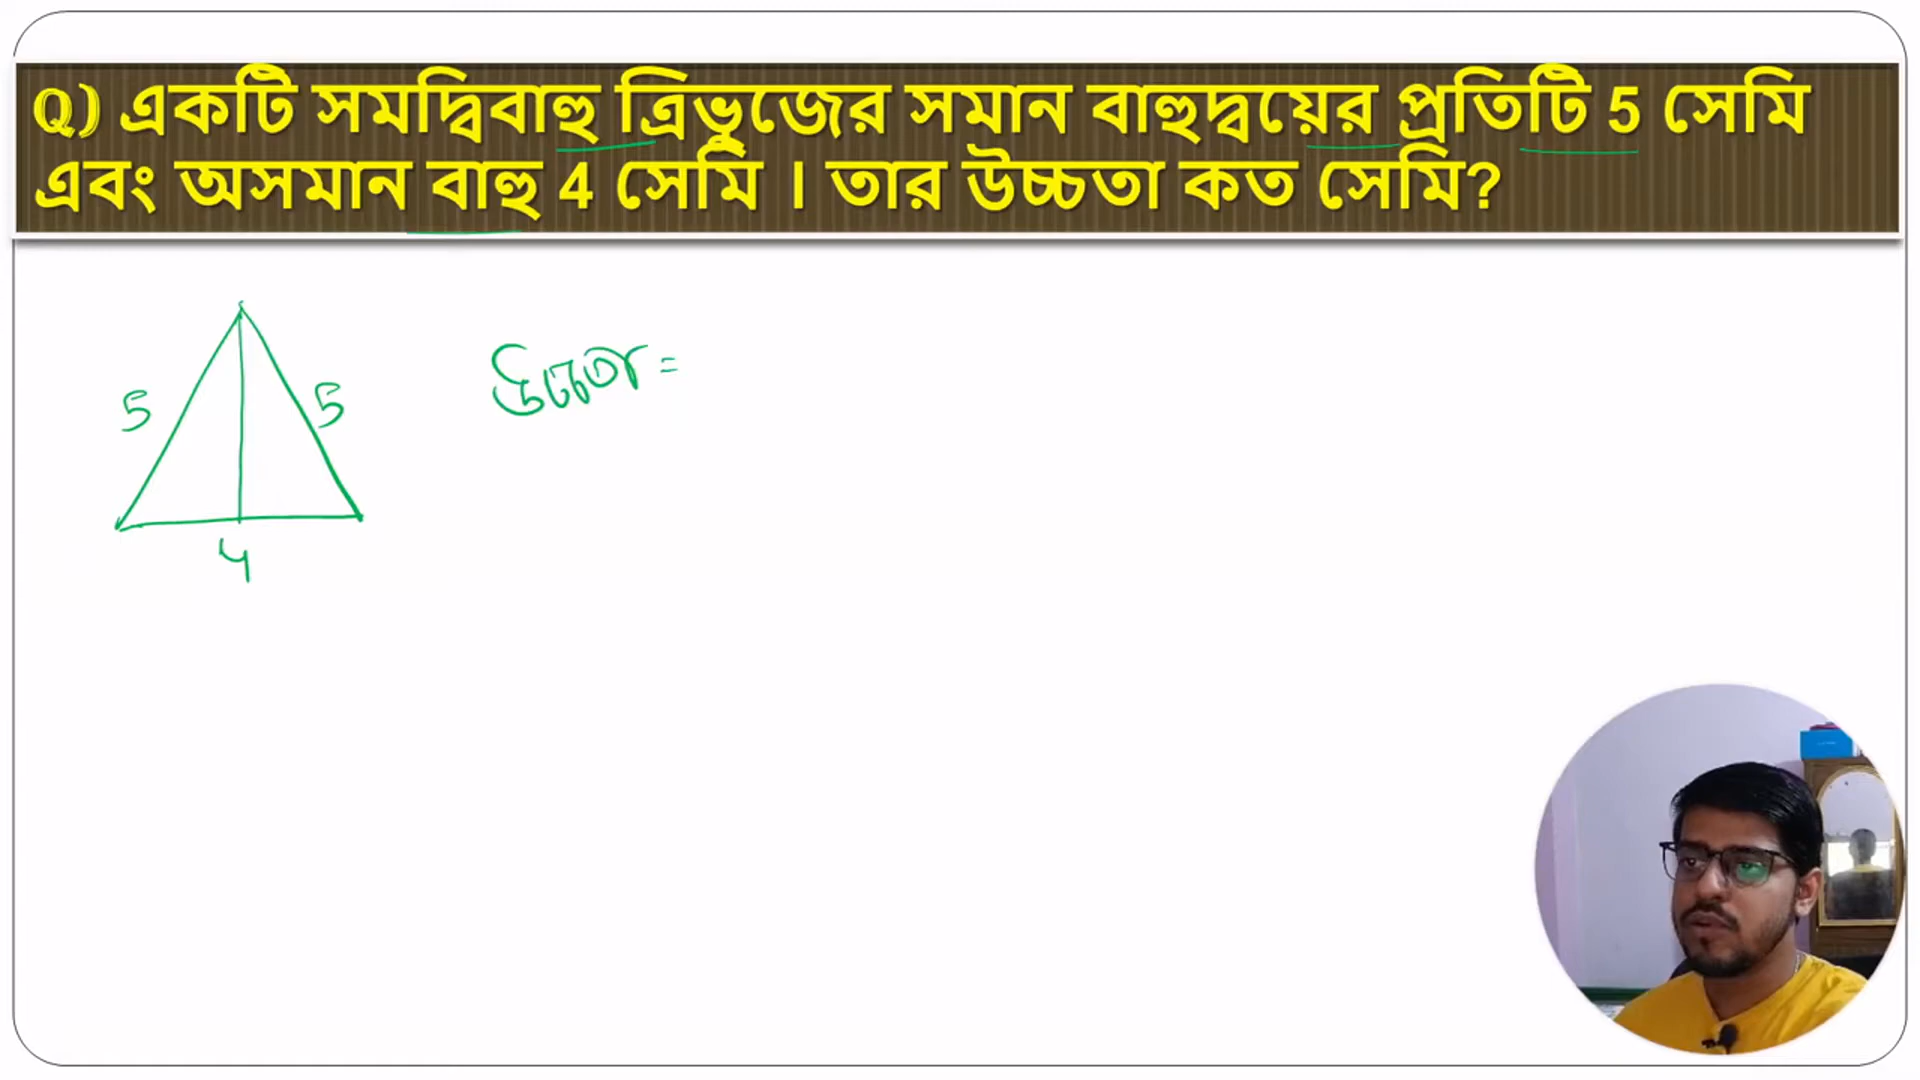 Q) একটি সমদ্বিবাহু ত্রিভুজের সমান বাহুদ্বয়ের প্রতিটি 5 সেমি
এবং অসমান বাহু 4 সেমি । তার উচ্চতা কত সেমি?
উচ্চতা =
5
5
4